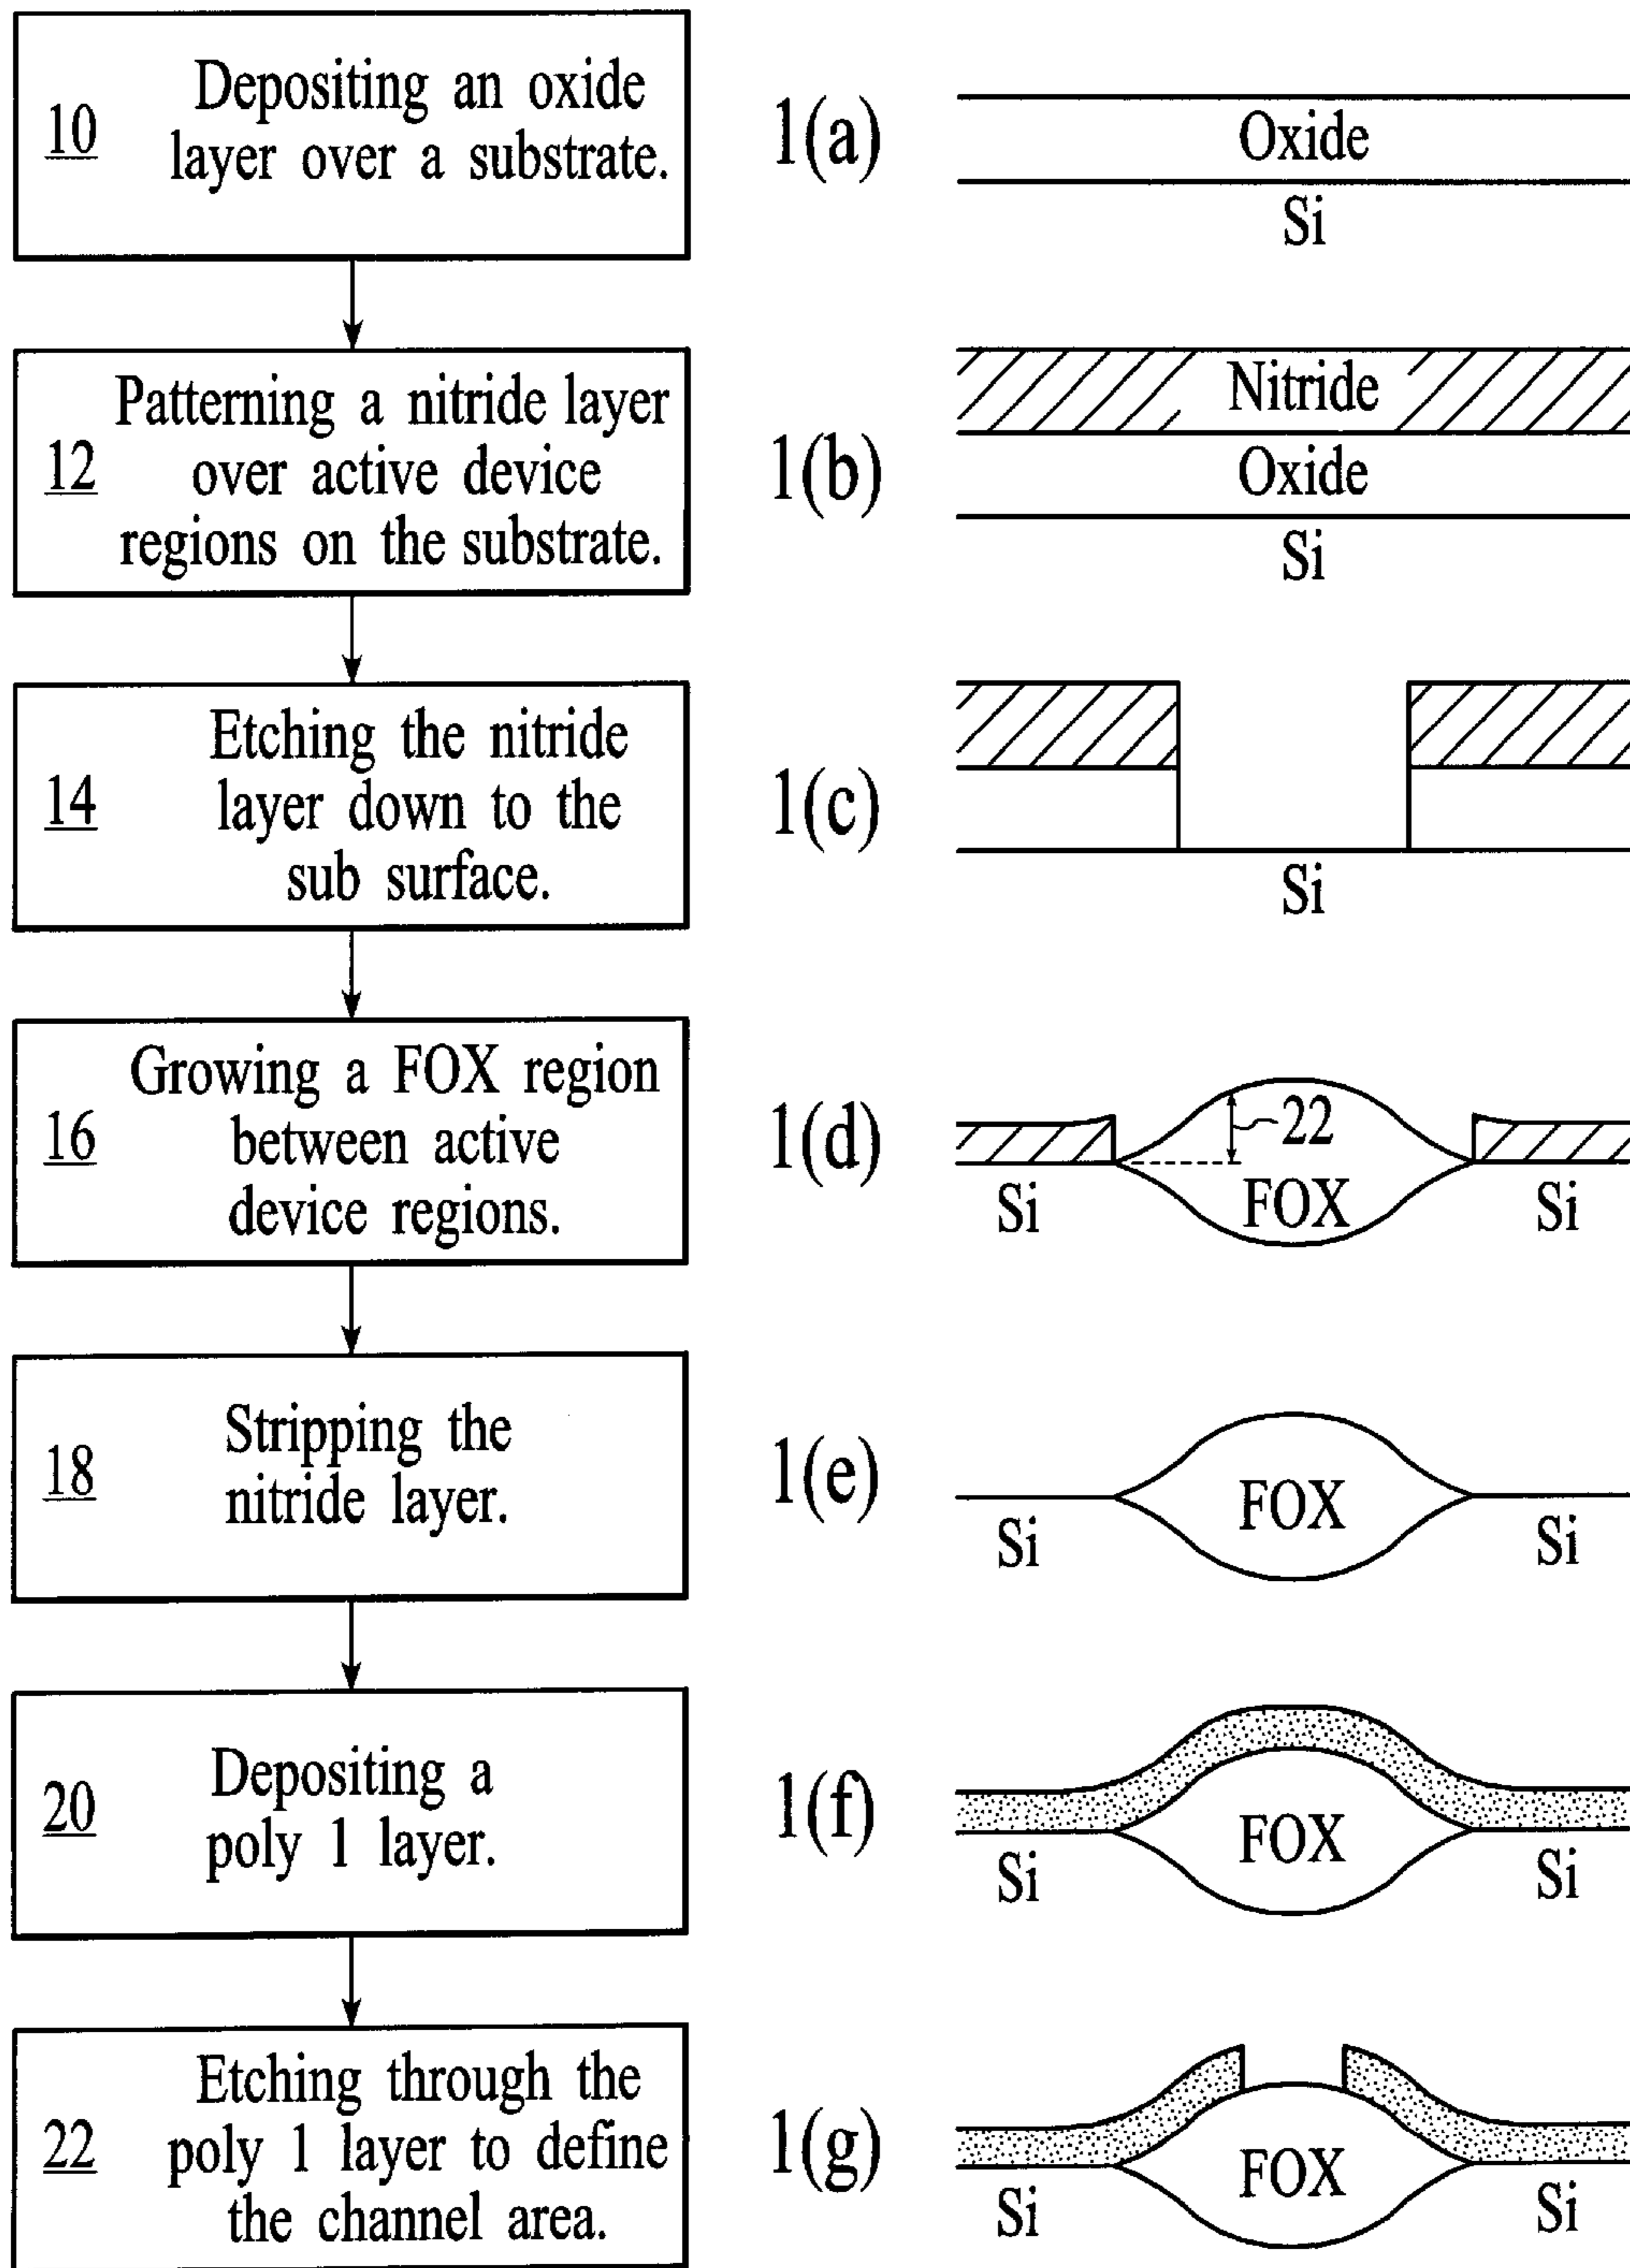 10
Depositing an oxide
layer over a substrate.
1(a)
Oxide
Si
12
Patterning a nitride layer
over active device
regions on the substrate.
1(b)
Nitride
Oxide
Si
14
Etching the nitride
layer down to the
sub surface.
1(c)
Si
16
Growing a FOX region
between active
device regions.
1(d)
22
Si
FOX
Si
18
Stripping the
nitride layer.
1(e)
Si
FOX
Si
20
Depositing a
poly 1 layer.
1(f)
Si
FOX
Si
22
Etching through the
poly 1 layer to define
the channel area.
1(g)
Si
FOX
Si